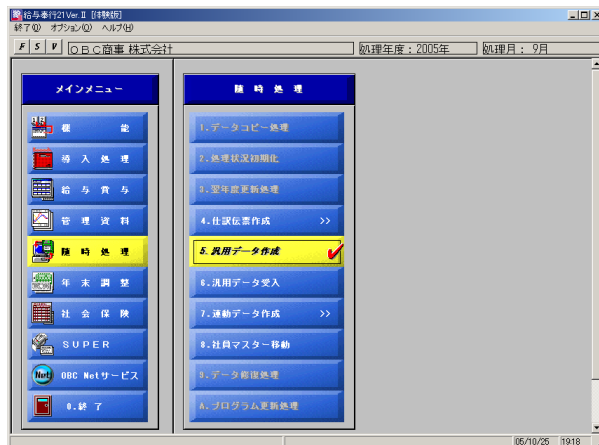 給与奉行21Ver.Ⅱ [体験版]
終了(X) オプション(O) ヘルプ(H)
F S V OBC商事 株式会社 処理年度:2005年 処理月: 9月
メインメニュー
機能
導入処理
給与賞与
管理資料
随時処理
年末調整
社会保険
SUPER
Net OBC Netサービス
0.終了
随時処理
1.データコピー処理
2.処理状況初期化
3.翌年度更新処理
4.仕訳伝票作成 >>
5.汎用データ作成
6.汎用データ受入
7.連動データ作成 >>
8.社員マスター移動
9.データ修復処理
A.プログラム更新処理
05/10/25 19:18